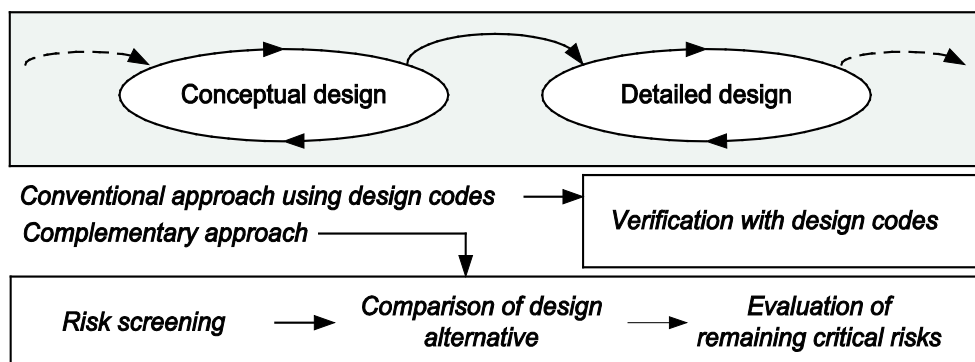 Conceptual design
Detailed design
Conventional approach using design codes
Complementary approach
Verification with design codes
Risk screening
Comparison of design
alternative
Evaluation of
remaining critical risks